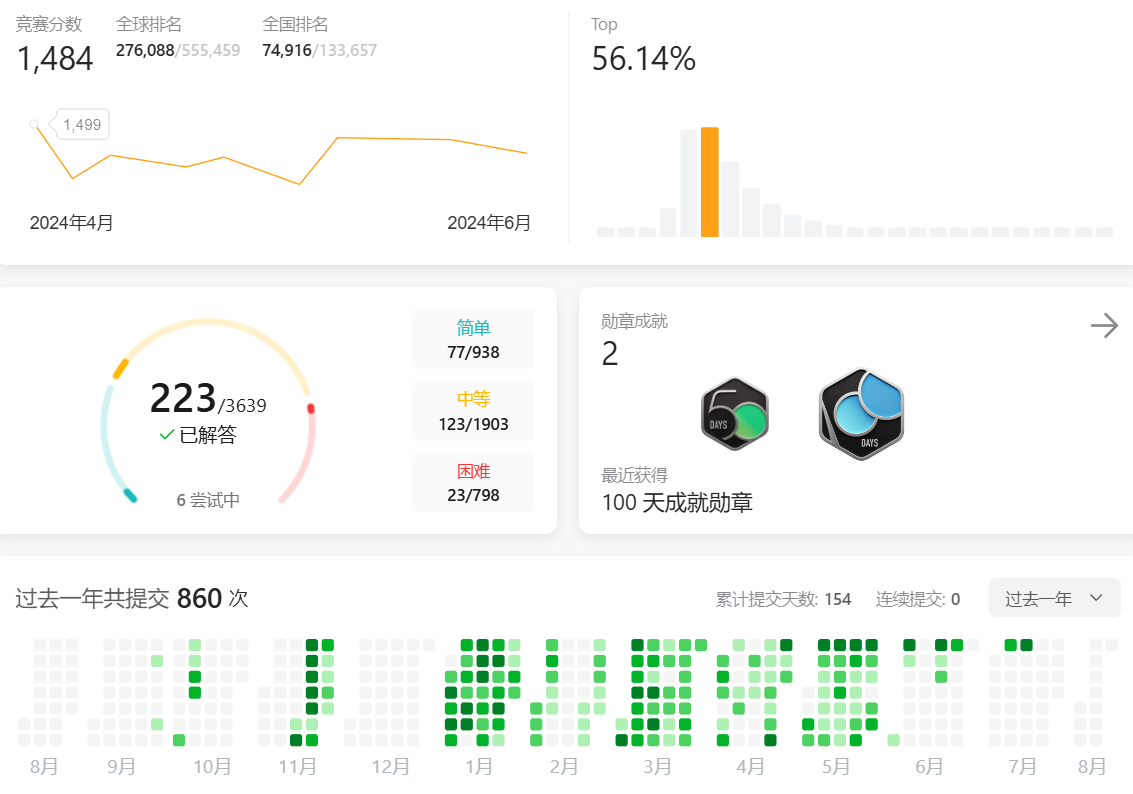 竞赛分数 全球排名 全国排名
1,484 276,088/555,459 74,916/133,657
1,499
2024年4月 2024年6月
Top
56.14%
223/3639
已解答
6 尝试中
简单
77/938
中等
123/1903
困难
23/798
勋章成就
2
5 DAYS
DAYS
最近获得
100 天成就勋章
过去一年共提交 860 次
累计提交天数: 154 连续提交: 0 过去一年
8月 9月 10月 11月 12月 1月 2月 3月 4月 5月 6月 7月 8月